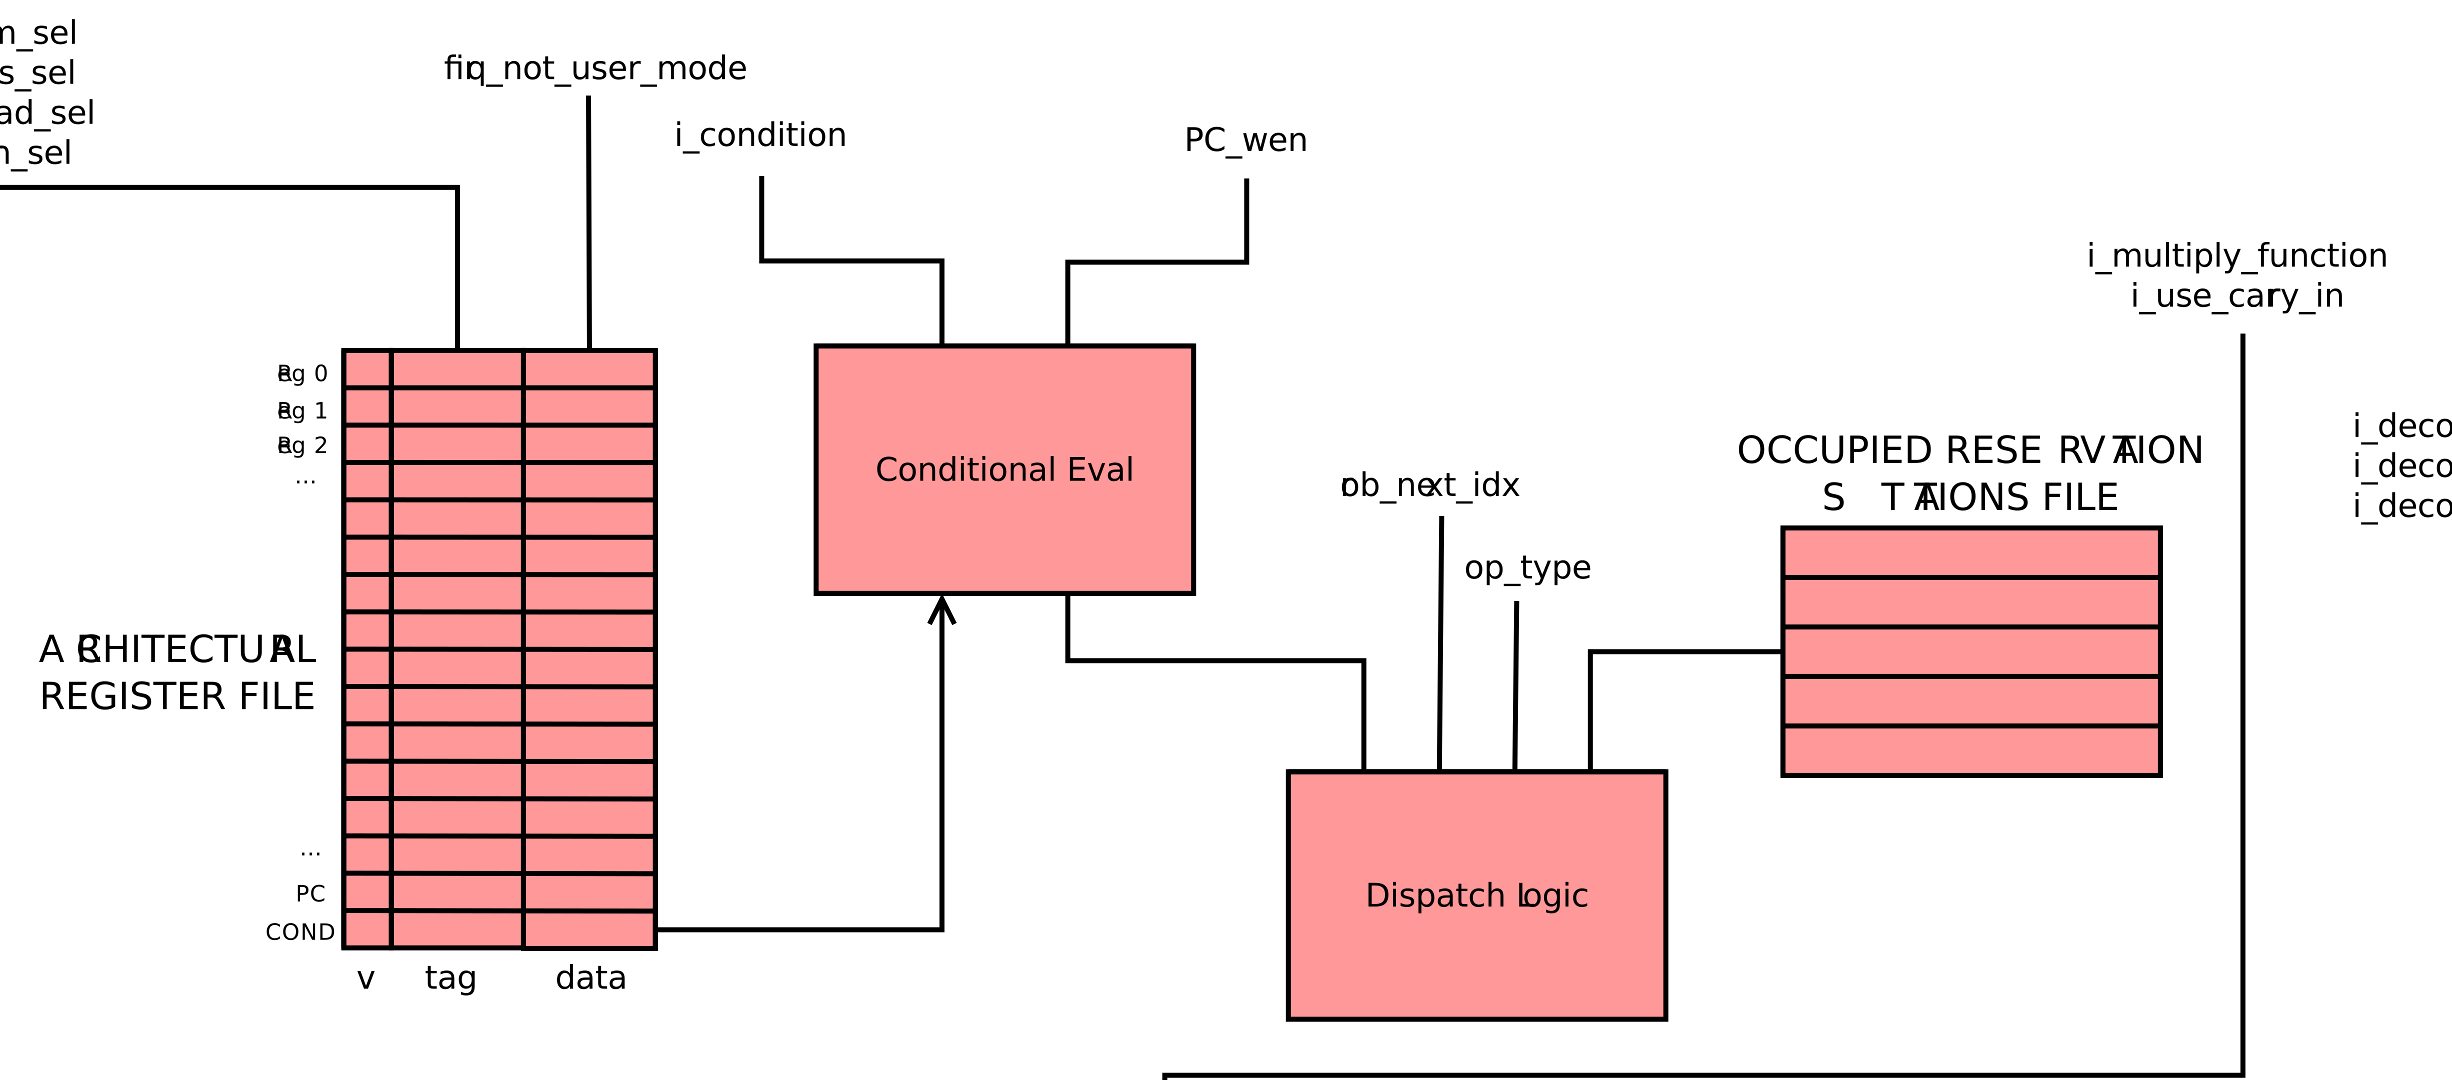 m_sel
s_sel
ad_sel
n_sel
firq_not_user_mode
i_condition
PC_wen
i_multiply_function
i_use_carry_in
Reg 0
Reg 1
Reg 2
...
Conditional Eval
rob_next_idx
op_type
OCCUPIED RESERVATION
STATIONS FILE
i_deco
i_deco
i_deco
ARCHITECTURAL
REGISTER FILE
...
PC
COND
v tag data
Dispatch Logic